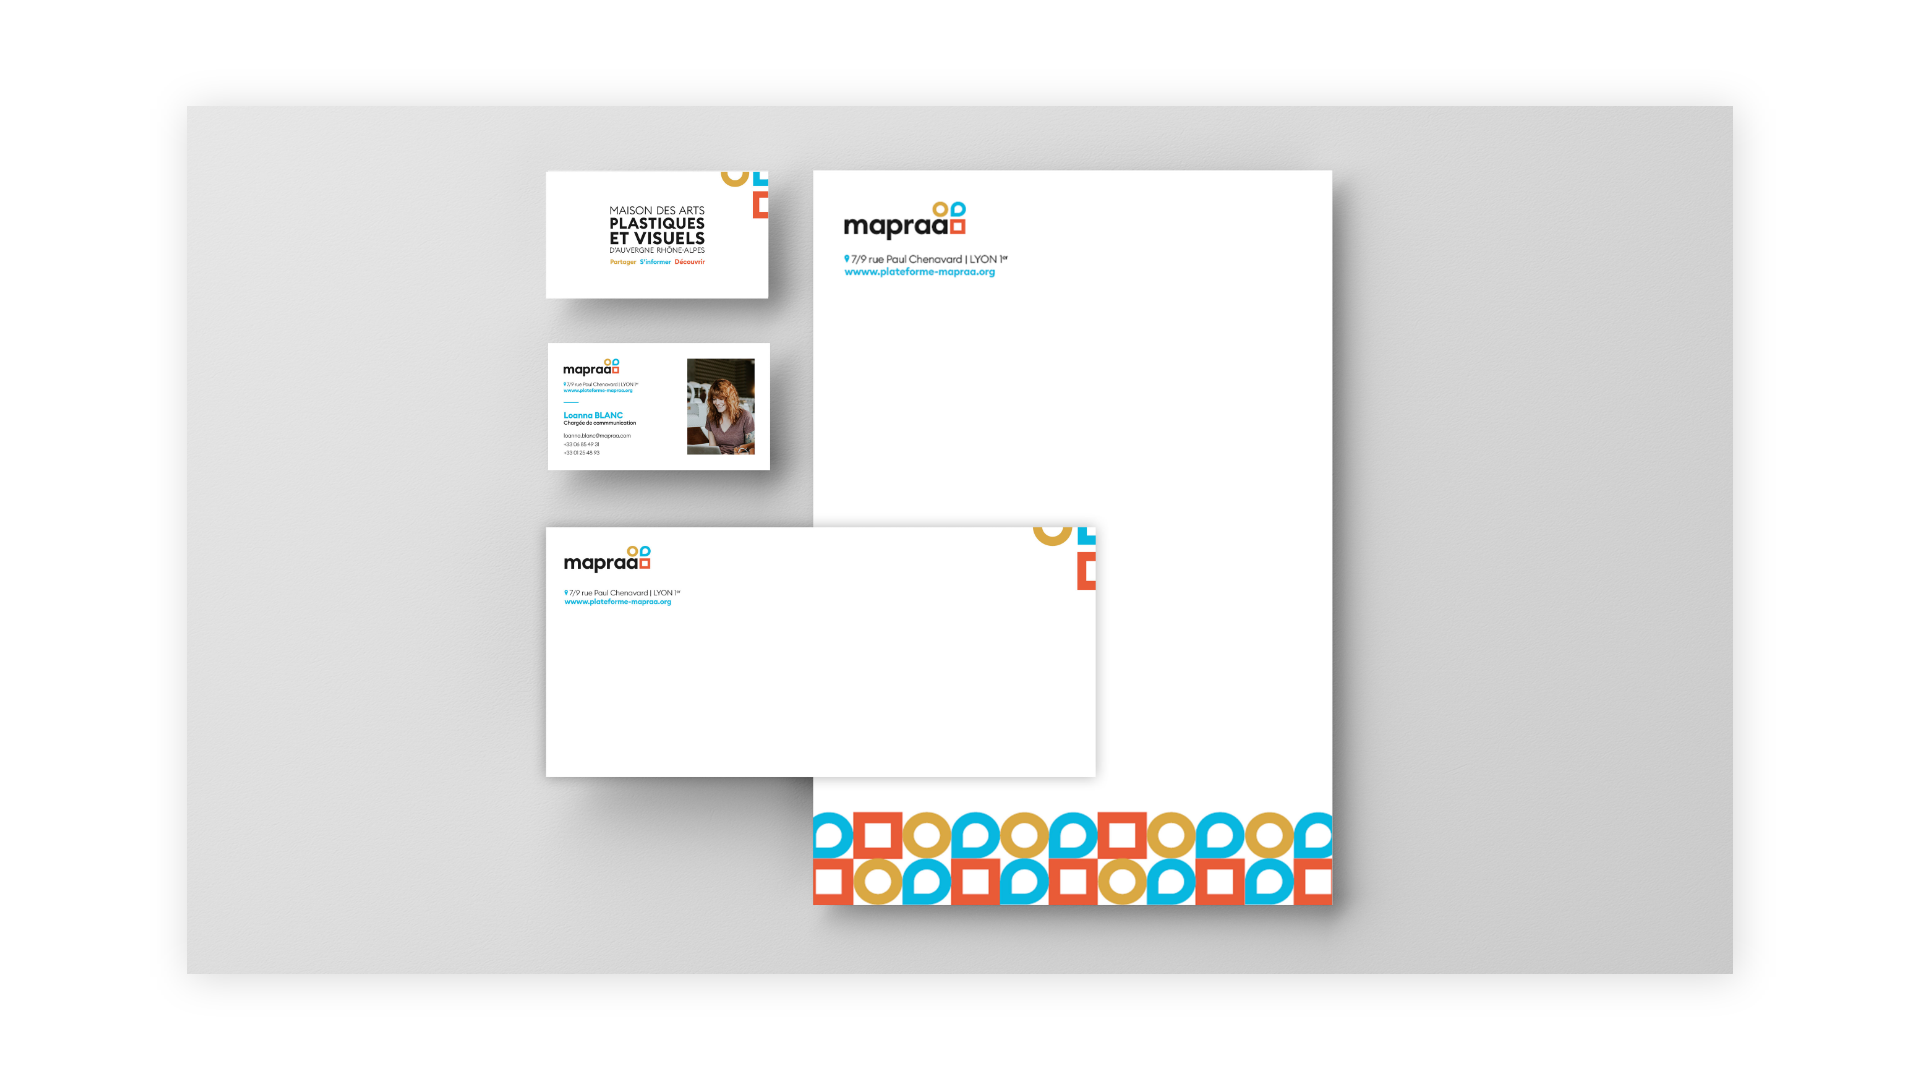 MAISON DES ARTS
PLASTIQUES
ET VISUELS
D'AUVERGNE RHÔNE-ALPES
Partager S'informer Découvrir
mapraa
7/9 rue Paul Chenavard | LYON 1er
wwww.plateforme-mapraa.org
Loanna BLANC
Chargée de commmunication
loanna.blanc@mapraa.com
+33 06 85 49 31
+33 01 25 48 93
mapraa
7/9 rue Paul Chenavard | LYON 1er
wwww.plateforme-mapraa.org
mapraa
7/9 rue Paul Chenavard | LYON 1er
wwww.plateforme-mapraa.org